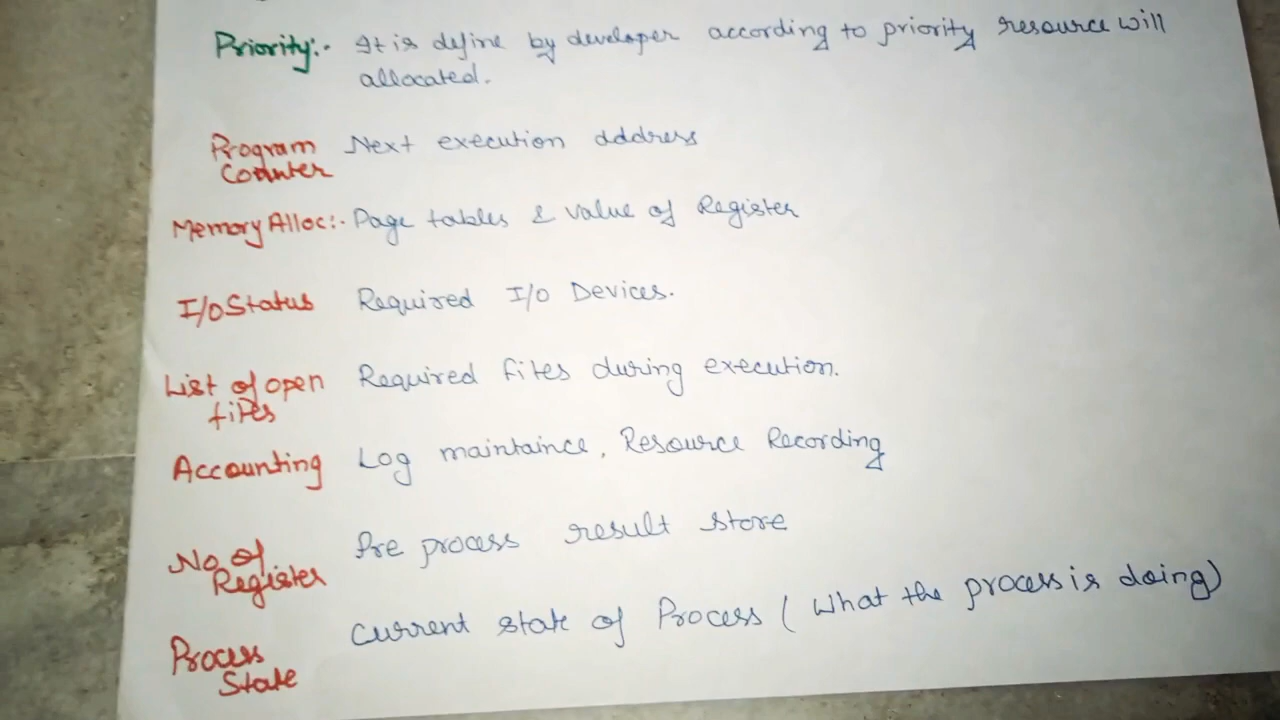 Priority:- It is define by developer according to priority resource will
allocated.
Program Next execution address
Counter
Memory Alloc:- Page tables & value of Register
I/O Status Required I/O Devices.
List of open Required files during execution.
files
Accounting Log maintaince, Resource Recording
No of Pre process result store
Register
Process Current state of Process ( What the process is doing)
State